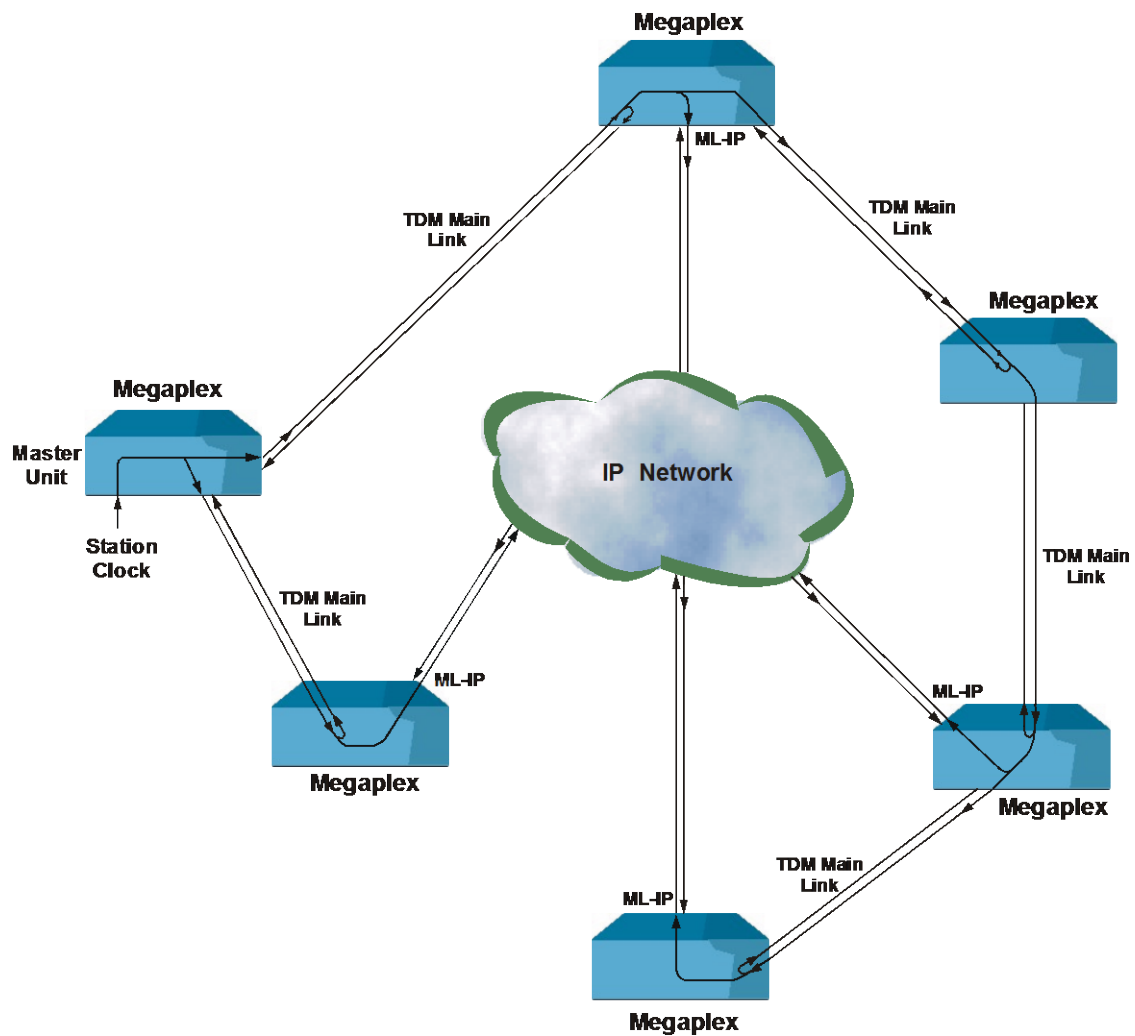 Megaplex
ML-IP
TDM Main
Link
TDM Main
Link
Megaplex
Megaplex
Master
Unit
IP Network
Station
Clock
TDM Main
Link
TDM Main
Link
ML-IP
ML-IP
Megaplex
Megaplex
TDM Main
Link
ML-IP
Megaplex